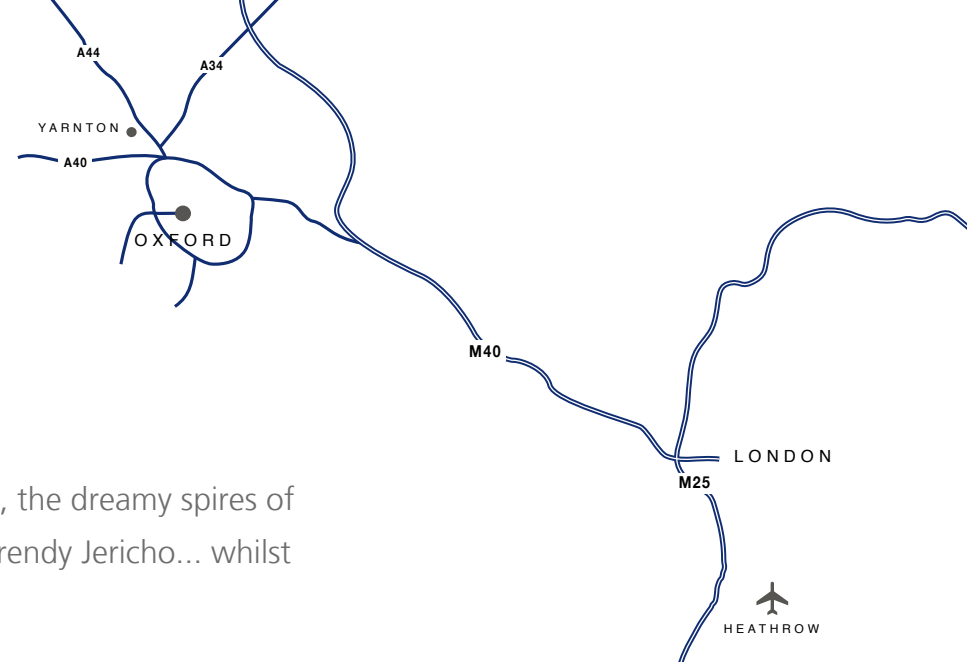 A44
A34
YARNTON
A40
OXFORD
M40
LONDON
M25
, the dreamy spires of
rendy Jericho... whilst
HEATHROW